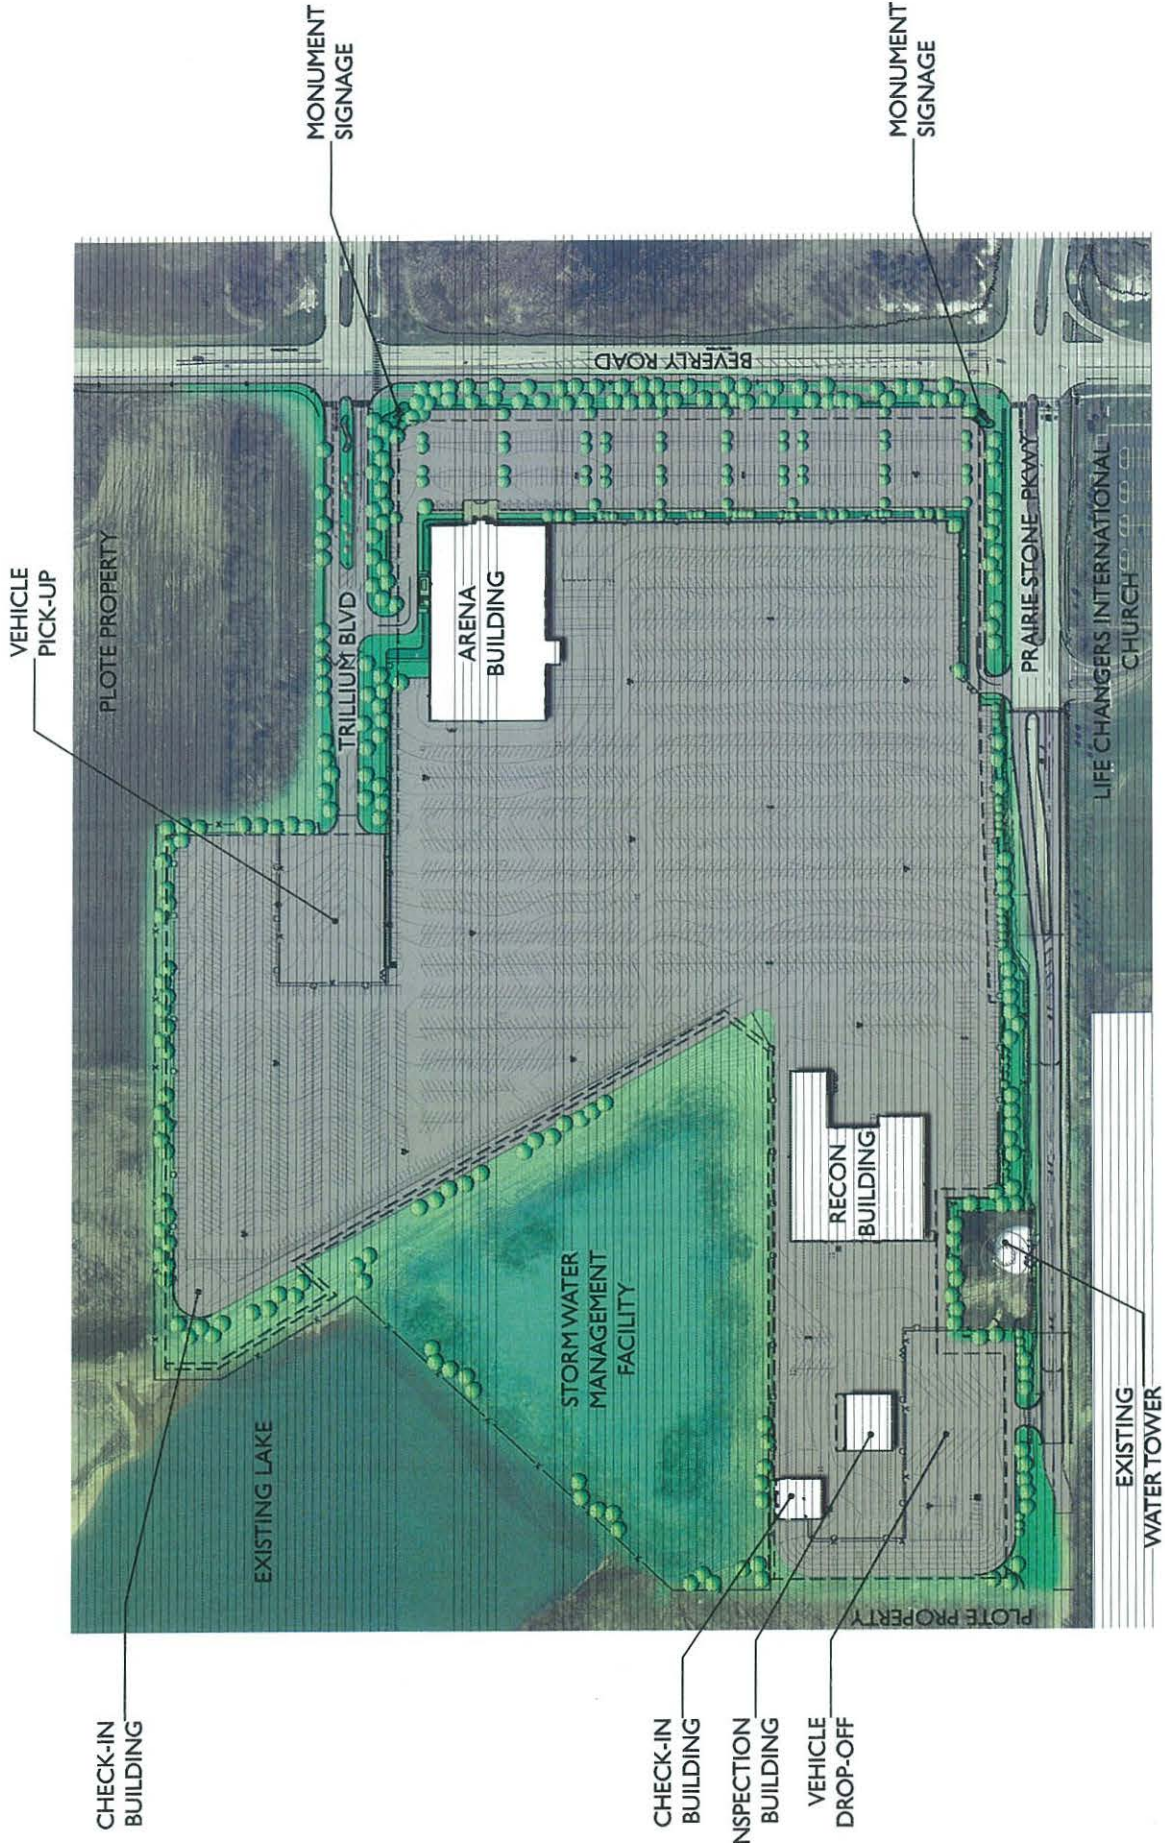 VEHICLE
PICK-UP
MONUMENT
SIGNAGE
MONUMENT
SIGNAGE
PLOTE PROPERTY
TRILLIUM BLVD
BEVERLY ROAD
ARENA
BUILDING
PRAIRIE STONE PKWY
LIFE CHANGERS INTERNATIONAL
CHURCH
RECON
BUILDING
STORM WATER
MANAGEMENT
FACILITY
EXISTING LAKE
EXISTING
WATER TOWER
PLOTE PROPERTY
CHECK-IN
BUILDING
CHECK-IN
BUILDING
NSPECTION
BUILDING
VEHICLE
DROP-OFF